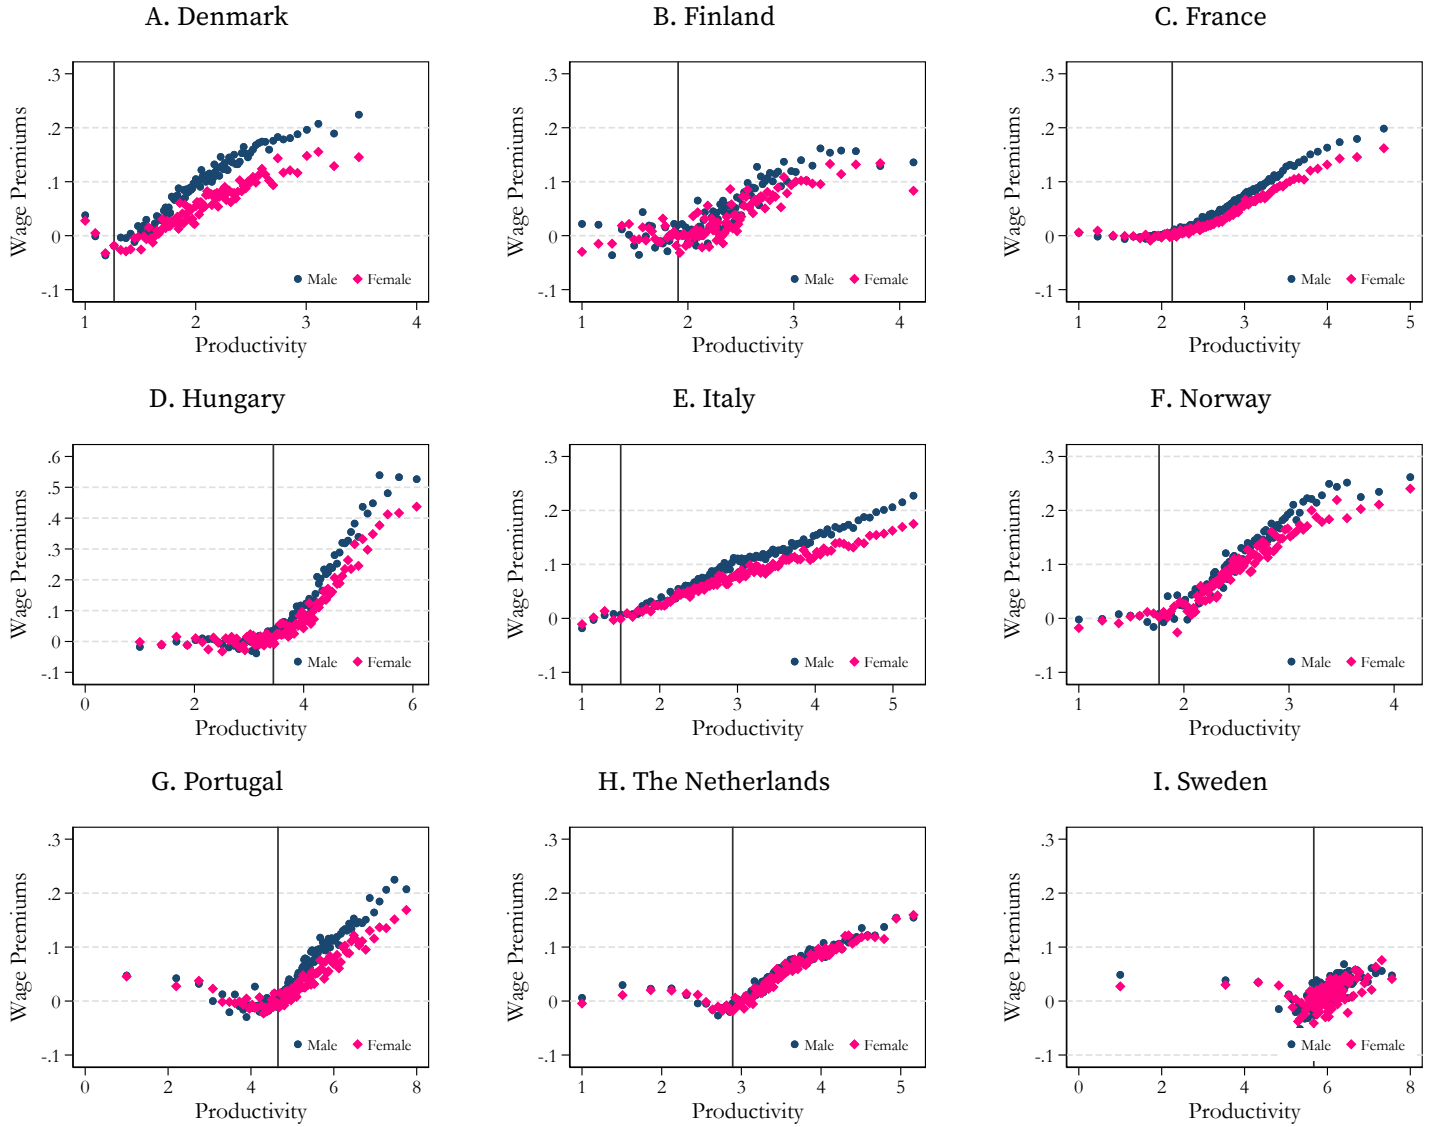 A. Denmark
B. Finland
C. France
.3
.2
.1
0
-.1
Wage Premiums
Male
Female
1
2
3
4
Productivity
.3
.2
.1
0
-.1
Wage Premiums
Male
Female
1
2
3
4
Productivity
.3
.2
.1
0
-.1
Wage Premiums
Male
Female
1
2
3
4
5
Productivity
D. Hungary
E. Italy
F. Norway
.6
.5
.4
.3
.2
.1
0
-.1
Wage Premiums
Male
Female
0
2
4
6
Productivity
.3
.2
.1
0
-.1
Wage Premiums
Male
Female
1
2
3
4
5
Productivity
.3
.2
.1
0
-.1
Wage Premiums
Male
Female
1
2
3
4
Productivity
G. Portugal
H. The Netherlands
I. Sweden
.3
.2
.1
0
-.1
Wage Premiums
Male
Female
0
2
4
6
8
Productivity
.3
.2
.1
0
-.1
Wage Premiums
Male
Female
1
2
3
4
5
Productivity
.3
.2
.1
0
-.1
Wage Premiums
Male
Female
0
2
4
6
8
Productivity